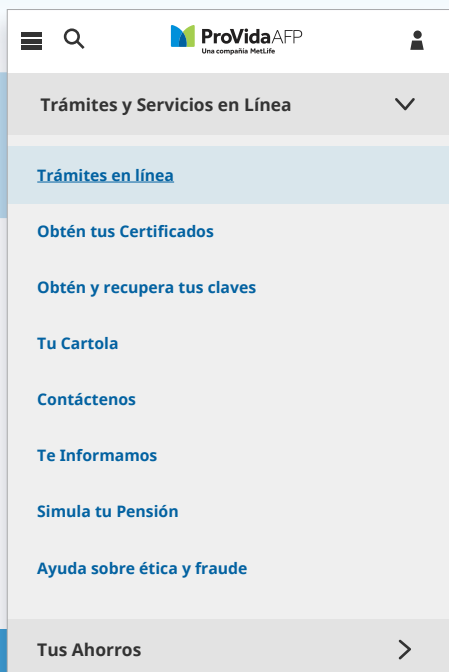 ProVida AFP
Una compañía MetLife
Trámites y Servicios en Línea
Trámites en línea
Obtén tus Certificados
Obtén y recupera tus claves
Tu Cartola
Contáctenos
Te Informamos
Simula tu Pensión
Ayuda sobre ética y fraude
Tus Ahorros